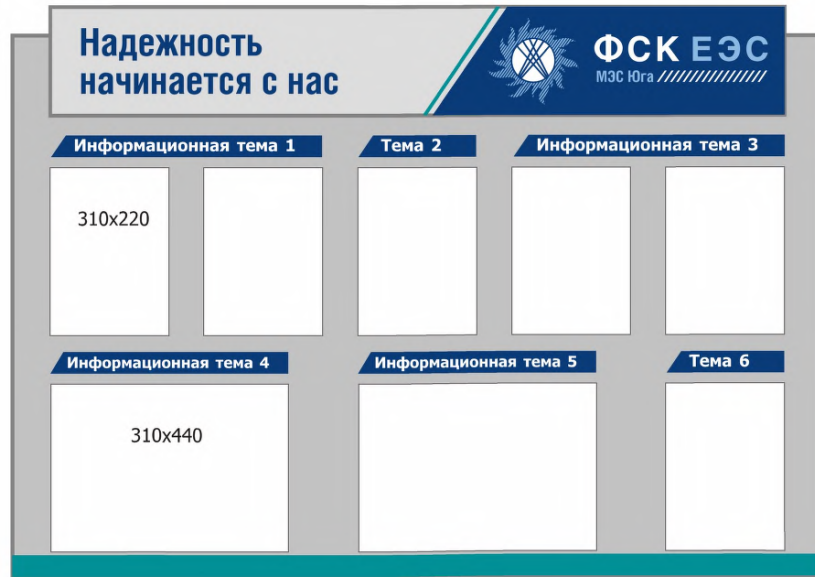 Надежность
начинается с нас
ФСК ЕЭС
МЭС Юга
Информационная тема 1
Тема 2
Информационная тема 3
310x220
Информационная тема 4
Информационная тема 5
Тема 6
310x440